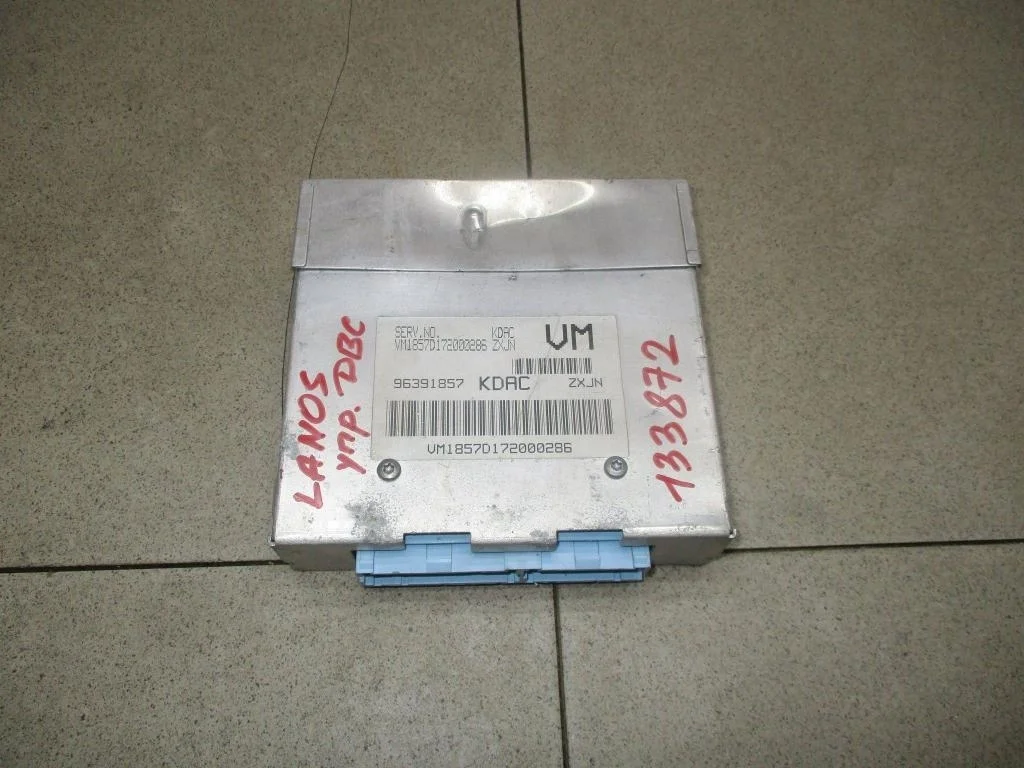 LANOS
упр. ДВС
SERV.NO. KDAC
VM1857D172000286 ZXJN
VM
96391857 KDAC ZXJN
VM1857D172000286
133872